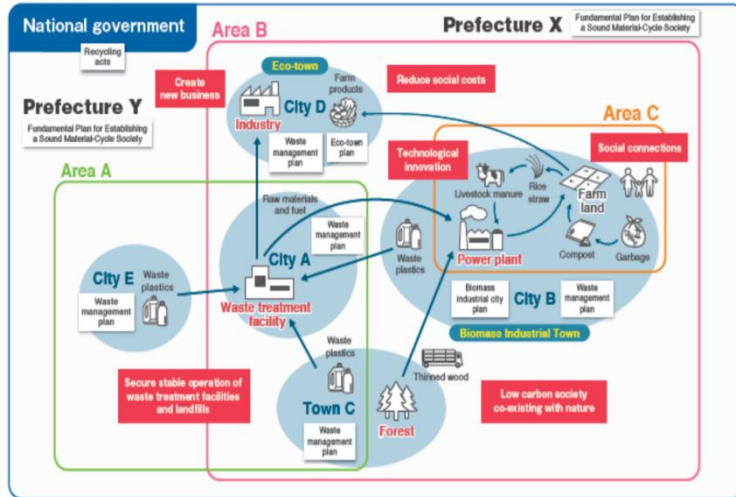 National government
Recycling
acts
Area B
Prefecture X
Fundamental Plan for Establishing
a Sound Material-Cycle Society
Prefecture Y
Fundamental Plan for Establishing
a Sound Material-Cycle Society
Create
new business
Eco-town
City D
Farm
products
Industry
Waste
management
plan
Eco-town
plan
Reduce social costs
Area C
Technological
innovation
Social connections
Livestock manure
Rice
straw
Farm
land
Power plant
Compost
Garbage
Area A
Raw materials
and fuel
Waste
management
plan
City A
Waste treatment
facility
Waste
plastics
City E
Waste
plastics
Waste
management
plan
Biomass
industrial city
plan
City B
Waste
management
plan
Biomass Industrial Town
Waste
plastics
Town C
Waste
management
plan
Forest
Thinned wood
Secure stable operation of
waste treatment facilities
and landfills
Low carbon society
co-existing with nature